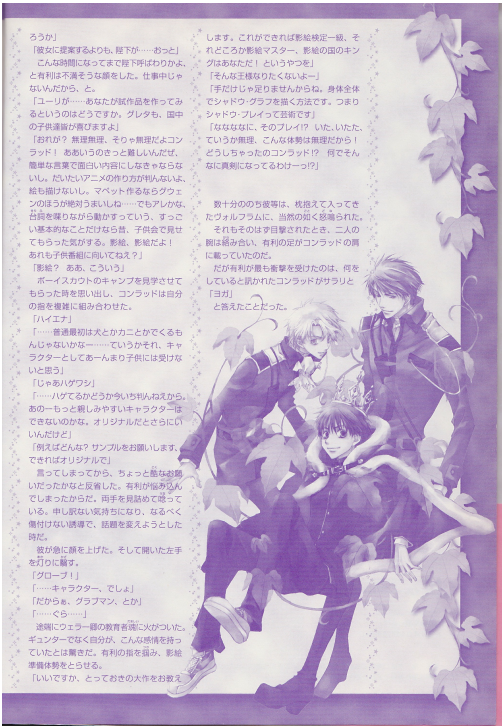 ろうか」
「彼女に提案するよりも、陛下が……おっと」
こんな時間になってまで陛下呼ばわりかよ、
と有利は不満そうな顔をした。仕事中じゃ
ないんだから、と。
「ユーリが……あなたが試作品を作ってみ
るというのはどうですか。グレタも、国中
の子供達皆が喜びますよ」
「おれが？ 無理無理、そりゃ無理だよコン
ラッド！ ああいうのきっと難しいんだぜ、
簡単な言葉で面白い内容にしなきゃならな
いし。だいたいアニメの作り方が判んないよ、
絵も描けないし。マペット作るならグウェ
ンのほうが絶対うまいしね……でもアレかな、
台詞を喋りながら動かすっていう、すっご
い基本的なことだけなら昔、子供会で見せ
てもらった気がする。影絵、影絵だよ！
あれも子供番組に向いてねえ？」
「影絵？ ああ、こういう」
ボーイスカウトのキャンプを見学させて
もらった時を思い出し、コンラッドは自分
の指を複雑に組み合わせた。
「ハイエナ」
「……普通最初は犬とかカニとかでくるも
んじゃないかなー……ていうかそれ、キャ
ラクターとしてあーんまり子供には受けな
いと思う」
「じゃあハゲワシ」
「……ハゲてるかどうか今いち判んねえから。
あのーもっと親しみやすいキャラクターは
できないのかな。オリジナルだとさらにい
いんだけど」
「例えばどんな？ サンプルをお願いします、
できればオリジナルで」
言ってしまってから、ちょっと酷なお願
いだったかなと反省した。有利が悩み込ん
でしまったからだ。両手を見詰めて唸って
いる。申し訳ない気持ちになり、なるべく
傷付けない誘導で、話題を変えようとした
時だ。
彼が急に顔を上げた。そして開いた左手
を灯りに翳す。
「グローブ！」
「……キャラクター、でしょ」
「だからぁ、グラブマン、とか」
「……ぐら……」
途端にウェラー卿の教育者魂に火がついた。
ギュンターでなく自分が、こんな感情を持っ
ていたとは驚きだ。有利の指を掴み、影絵
準備体勢をとらせる。
「いいですか、とっておきの大作をお教え
します。これができれば影絵検定一級、そ
れどころか影絵マスター、影絵の国のキン
グはあなただ！ というやつを」
「そんな王様なりたくないよー」
「手だけじゃ足りませんからね。身体全体
でシャドウ・グラフを描く方法です。つまり
シャドウ・プレイって芸術です」
「なななななに、そのプレイ!? いた、いたた、
ていうか無理、こんな体勢は無理だから！
どうしちゃったのコンラッド!? 何でそん
なに真剣になってるわけーっ!?」
数十分ののち彼等は、枕抱えて入ってき
たヴォルフラムに、当然の如く怒鳴られた。
それもそのはず目撃されたとき、二人の
腕は絡み合い、有利の足がコンラッドの肩
に載っていたのだ。
だが有利が最も衝撃を受けたのは、何を
していると訊かれたコンラッドがサラリと
「ヨガ」
と答えたことだった。